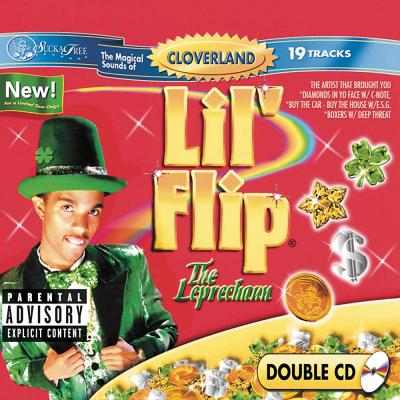 SUCKAFREE
RECORDS
The Magical
Sounds of
CLOVERLAND
19 TRACKS
New!
For a Limited Time Only!
THE ARTIST THAT BROUGHT YOU
"DIAMONDS IN YO FACE W/ C-NOTE,
"BUY THE CAR - BUY THE HOUSE W/E.S.G.
"BOXERS W/ DEEP THREAT
Lil'
Flip®
The
Leprechaun
$
PARENTAL
ADVISORY
EXPLICIT CONTENT
DOUBLE CD